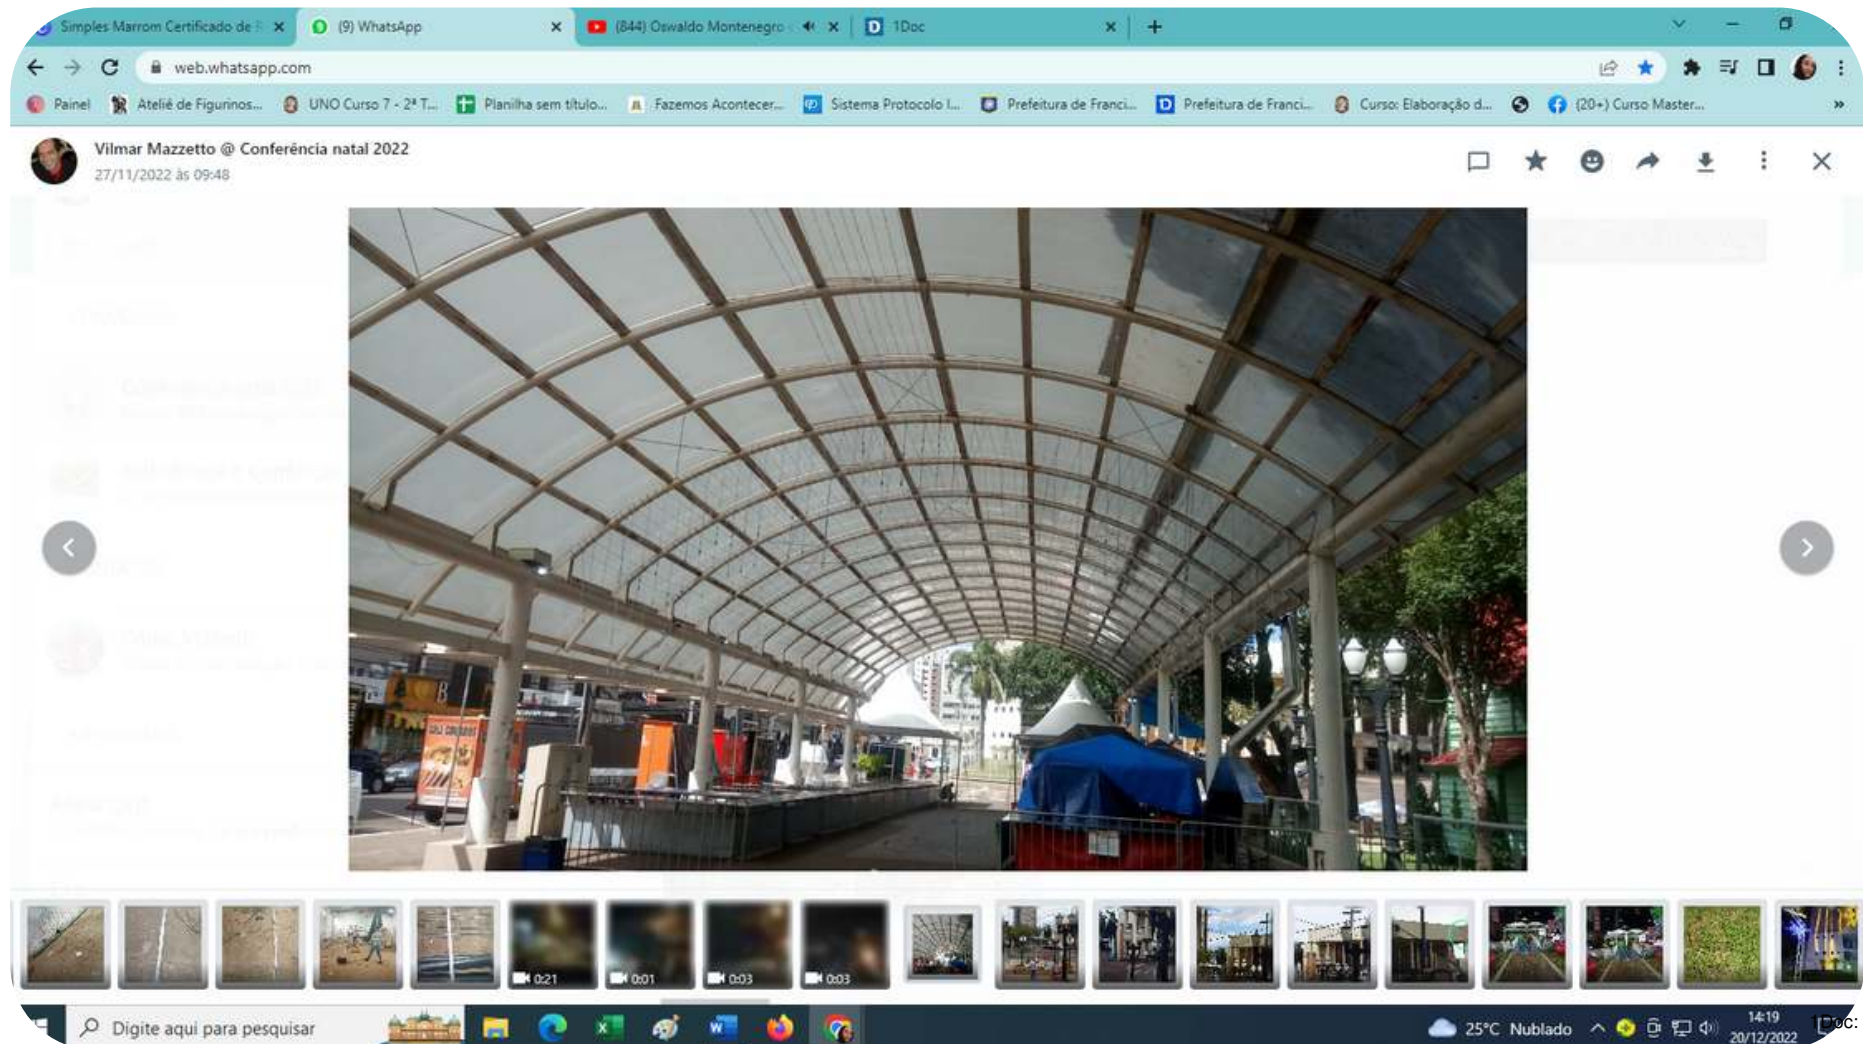 Simples Marrom Certificado de R
(9) WhatsApp
(844) Oswaldo Montenegro
1Doc
web.whatsapp.com
Painel
Ateliê de Figurinos...
UNO Curso 7 - 2ª T...
Planilha sem título...
Fazemos Acontecer...
Sistema Protocolo I...
Prefeitura de Franci...
Prefeitura de Franci...
Curso: Elaboração d...
(20+) Curso Master...
Vilmar Mazzetto @ Conferência natal 2022
27/11/2022 às 09:48
0:21
0:01
0:03
0:03
Digite aqui para pesquisar
25°C Nublado
14:19
20/12/2022
1Doc: